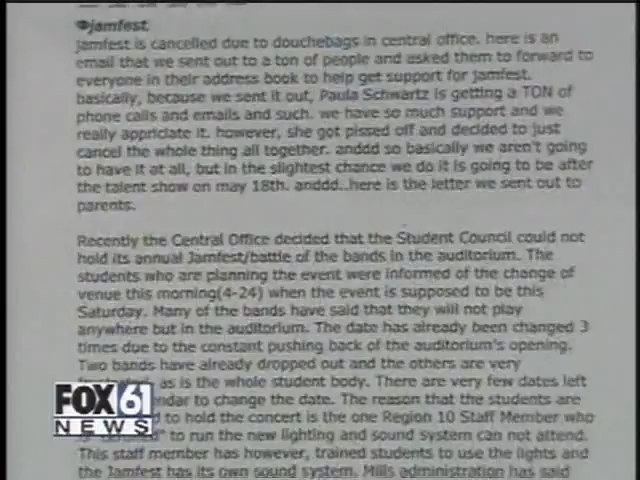 jamfest.
jamfest is cancelled due to douchebags in central office. here is an
email that we sent out to a ton of people and asked them to forward to
everyone in their address book to help get support for jamfest.
basically, because we sent it out, Paula Schwartz is getting a TON of
phone calls and emails and such. we have so much support and we
really appriciate it. however, she got pissed off and decided to just
cancel the whole thing all together. anddd so basically we aren't going
to have it at all, but in the slightest chance we do it is going to be after
the talent show on may 18th. anddd..here is the letter we sent out to
parents.
Recently the Central Office decided that the Student Council could not
hold its annual Jamfest/battle of the bands in the auditorium. The
students who are planning the event were informed of the change of
venue this morning(4-24) when the event is supposed to be this
Saturday. Many of the bands have said that they will not play
anywhere but in the auditorium. The date has already been changed 3
times due to the constant pushing back of the auditorium's opening.
Two bands have already dropped out and the others are very
as is the whole student body. There are very few dates left
to change the date. The reason that the students are
to hold the concert is the one Region 10 Staff Member who
to run the new lighting and sound system can not attend.
This staff member has however, trained students to use the lights and
the Jamfest has its own sound system. Mills administration has said
FOX 61
NEWS